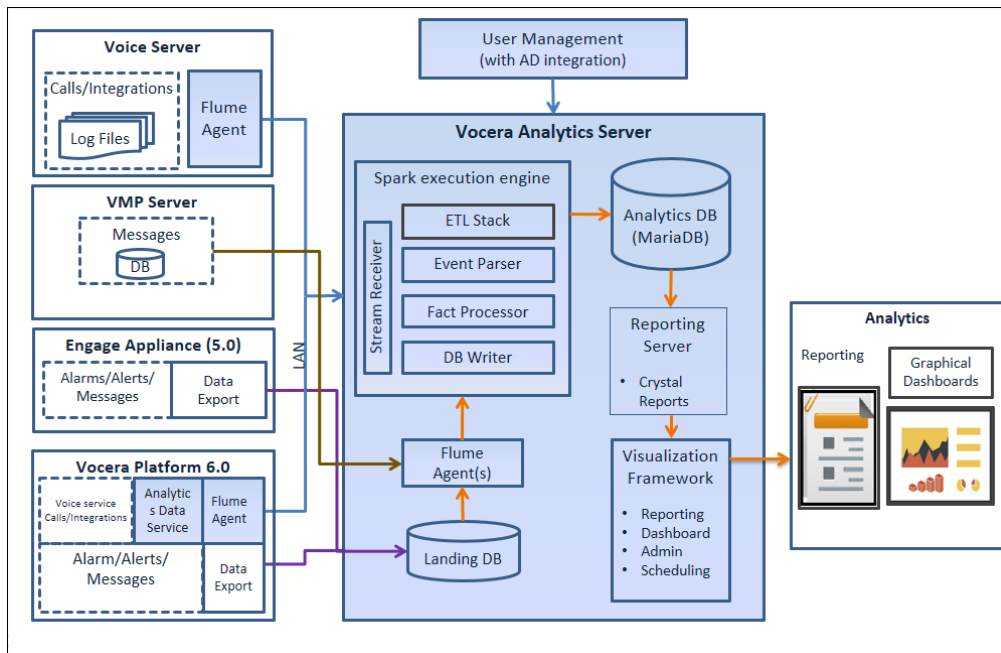 Voice Server
Calls/Integrations
Log Files
Flume
Agent
VMP Server
Messages
DB
Engage Appliance (5.0)
Alarms/Alerts/
Messages
Data
Export
Vocera Platform 6.0
Voice service
Calls/Integrations
Analytic
s Data
Service
Flume
Agent
Alarm/Alerts/
Messages
Data
Export
LAN
User Management
(with AD integration)
Vocera Analytics Server
Spark execution engine
Stream Receiver
ETL Stack
Event Parser
Fact Processor
DB Writer
Flume
Agent(s)
Landing DB
Analytics DB
(MariaDB)
Reporting
Server
• Crystal
Reports
Visualization
Framework
• Reporting
• Dashboard
• Admin
• Scheduling
Analytics
Reporting
Graphical
Dashboards